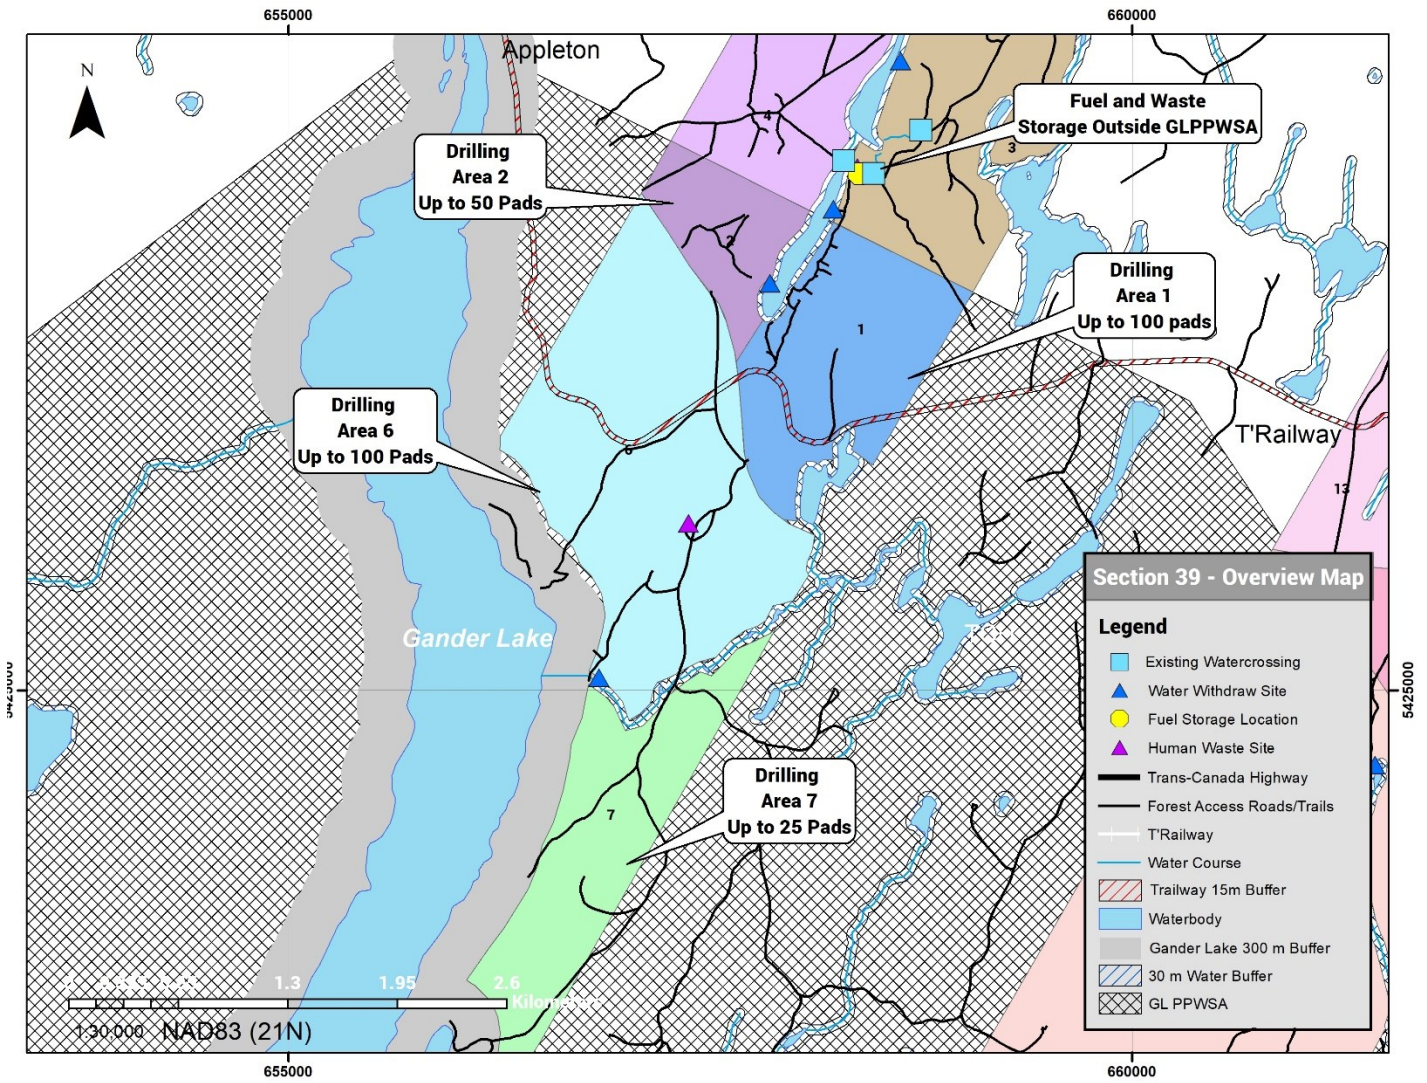 655000
660000
Appleton
N
Fuel and Waste
Storage Outside GLPPWSA
4
3
Drilling
Area 2
Up to 50 Pads
2
Drilling
Area 1
Up to 100 pads
1
Drilling
Area 6
Up to 100 Pads
6
T'Railway
13
Gander Lake
5425000
5425000
Section 39 - Overview Map
Legend
Existing Watercrossing
Water Withdraw Site
Fuel Storage Location
Human Waste Site
Trans-Canada Highway
Forest Access Roads/Trails
T'Railway
Water Course
Trailway 15m Buffer
Waterbody
Gander Lake 300 m Buffer
30 m Water Buffer
GL PPWSA
Drilling
Area 7
Up to 25 Pads
7
1.3
1.95
2.6
1:30,000
NAD83 (21N)
655000
660000